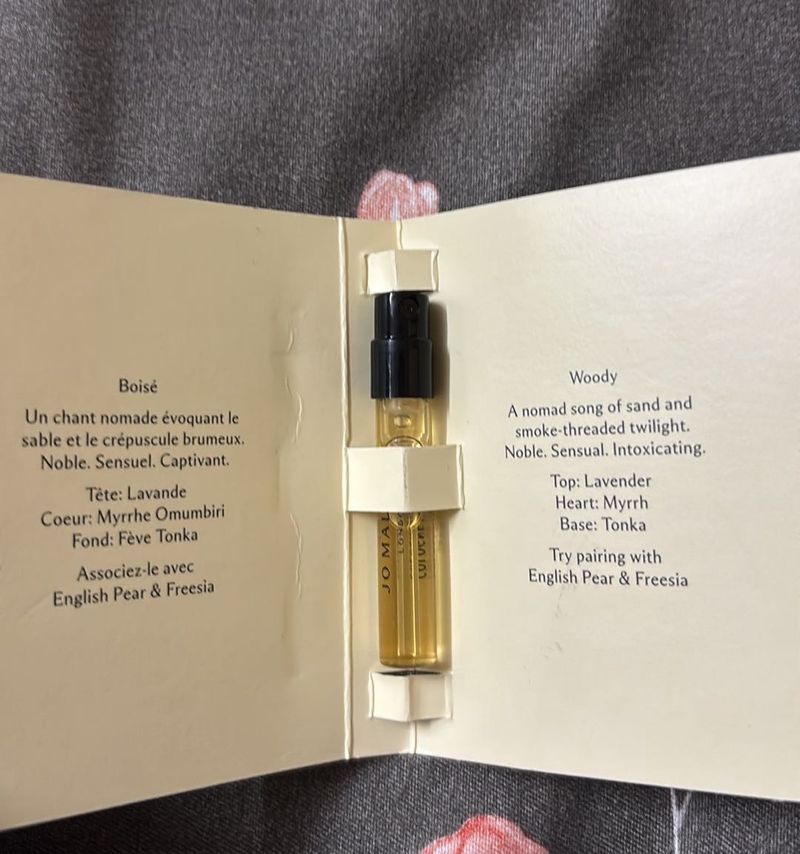 Boisé
Un chant nomade évoquant le
sable et le crépuscule brumeux.
Noble. Sensuel. Captivant.
Tête: Lavande
Coeur: Myrrhe Omumbiri
Fond: Fève Tonka
Associez-le avec
English Pear & Freesia
JO MAL
LONDO
Woody
A nomad song of sand and
smoke-threaded twilight.
Noble. Sensual. Intoxicating.
Top: Lavender
Heart: Myrrh
Base: Tonka
Try pairing with
English Pear & Freesia